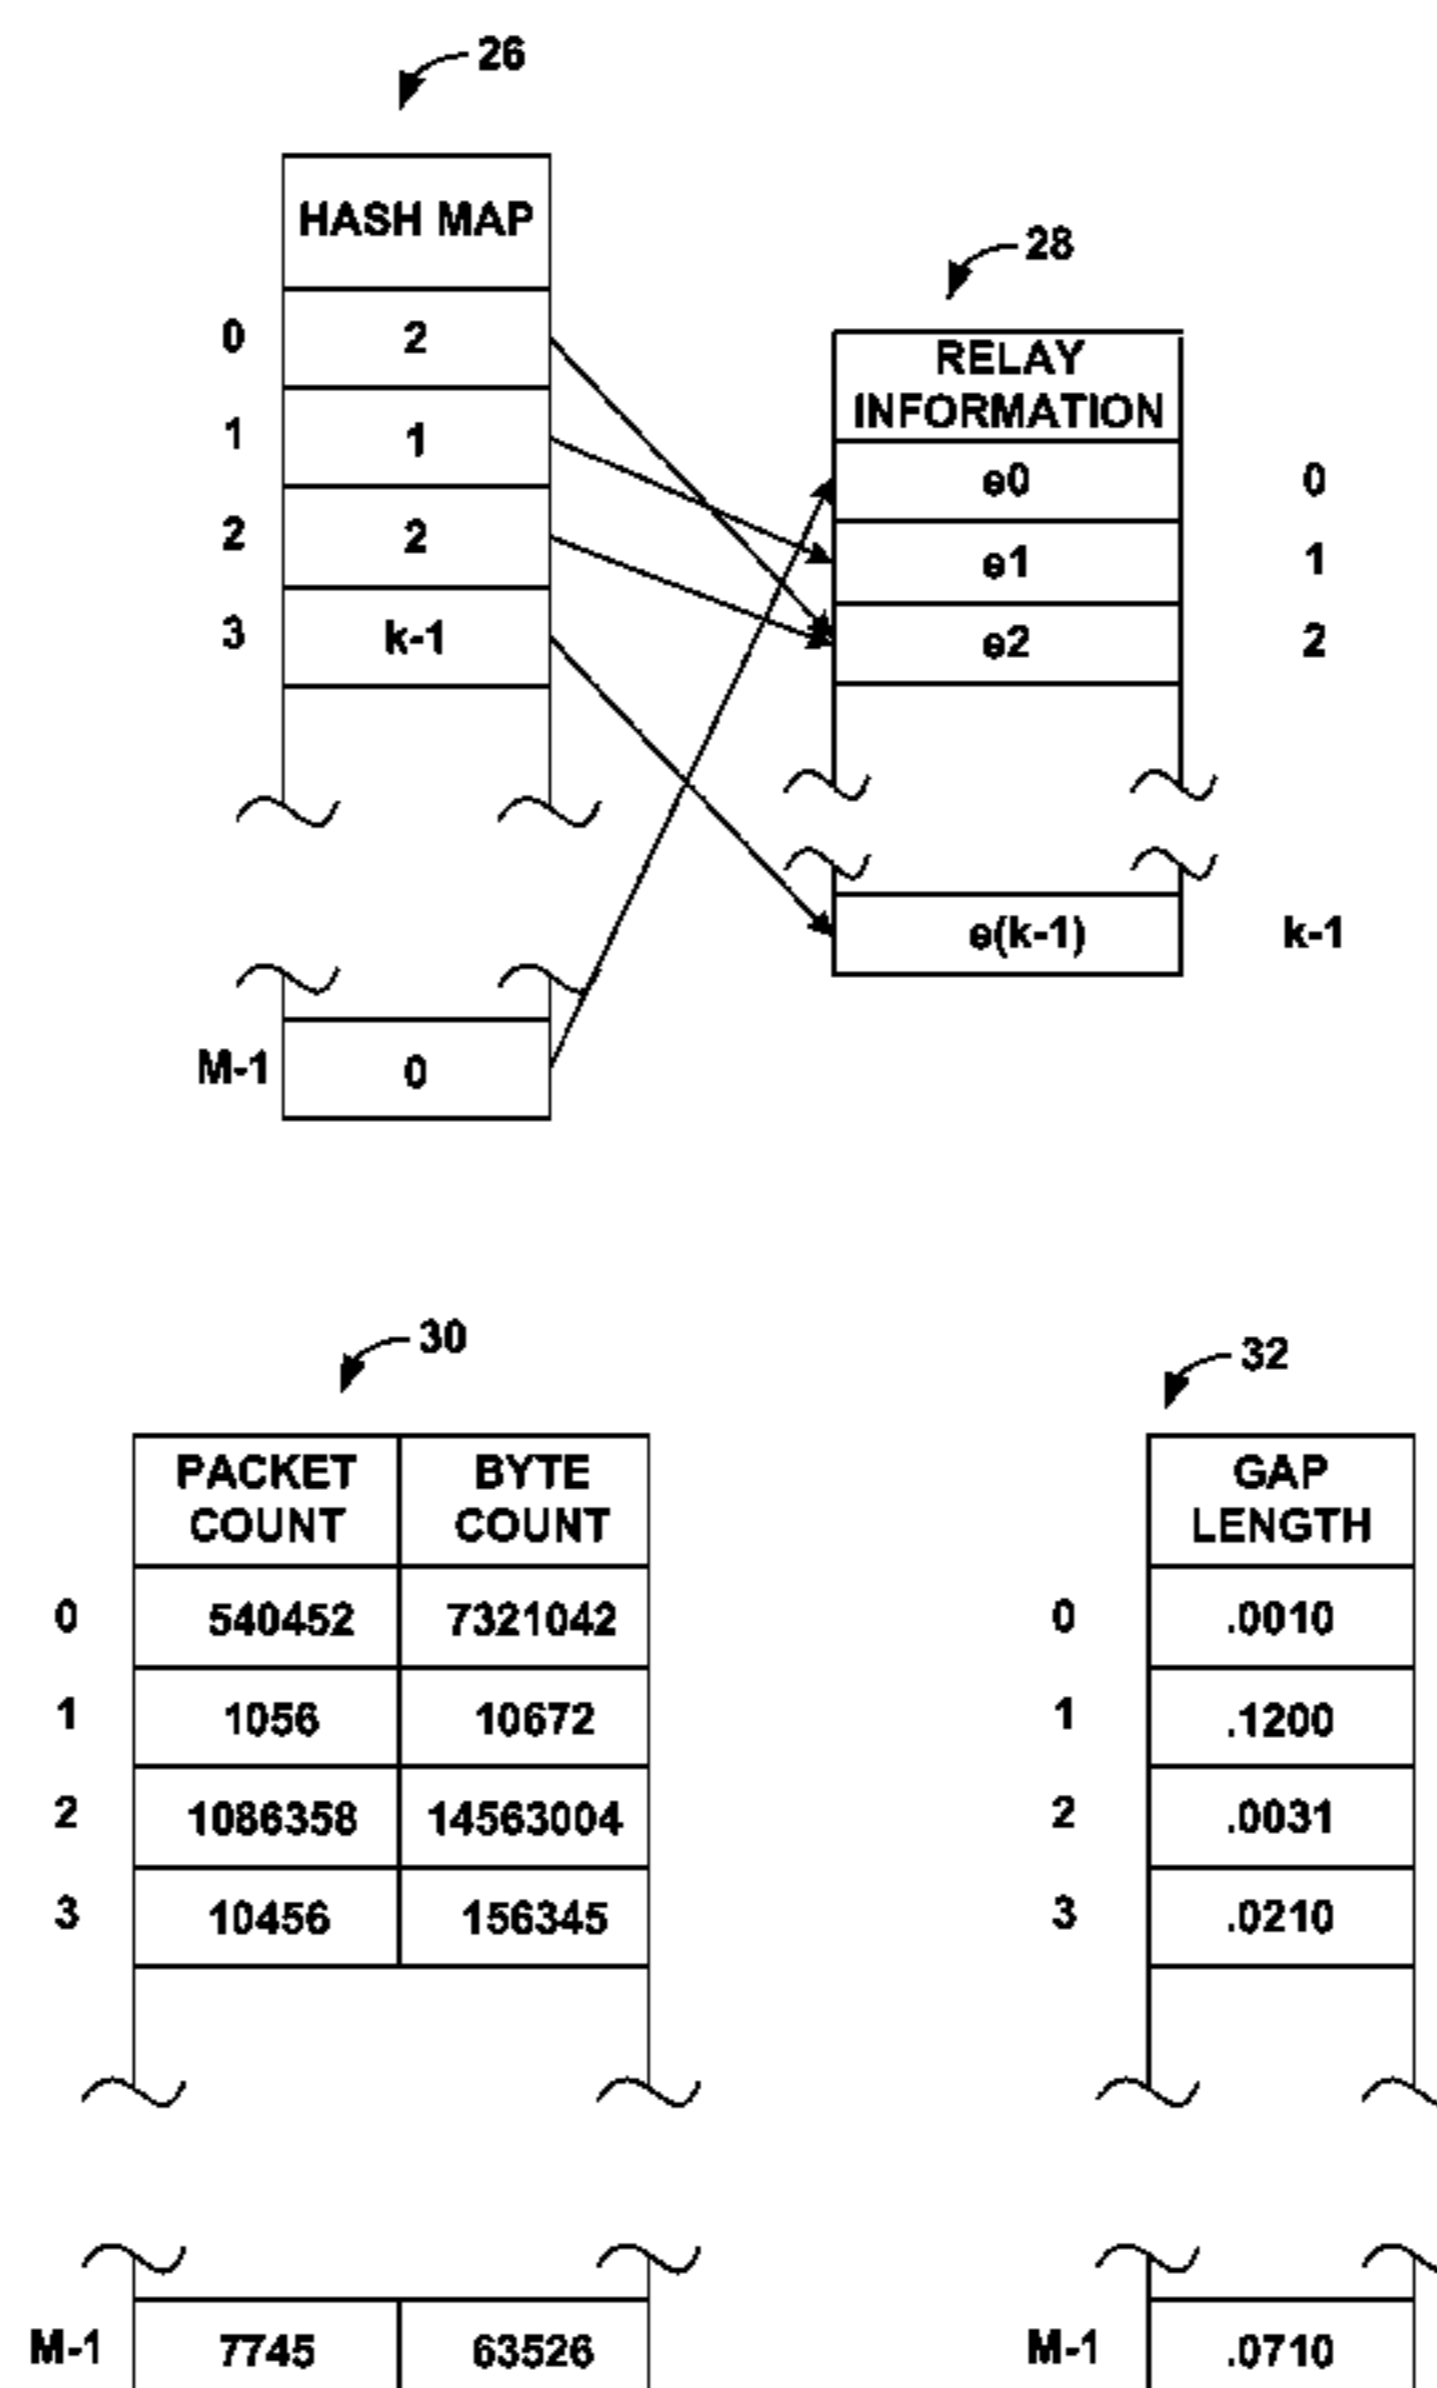 26
HASH MAP
0 2
1 1
2 2
3 k-1
M-1 0
28
RELAY
INFORMATION
e0 0
e1 1
e2 2
e(k-1) k-1
30
PACKET COUNT BYTE COUNT
0 540452 7321042
1 1056 10672
2 1086358 14563004
3 10456 156345
M-1 7745 63526
32
GAP
LENGTH
0 .0010
1 .1200
2 .0031
3 .0210
M-1 .0710